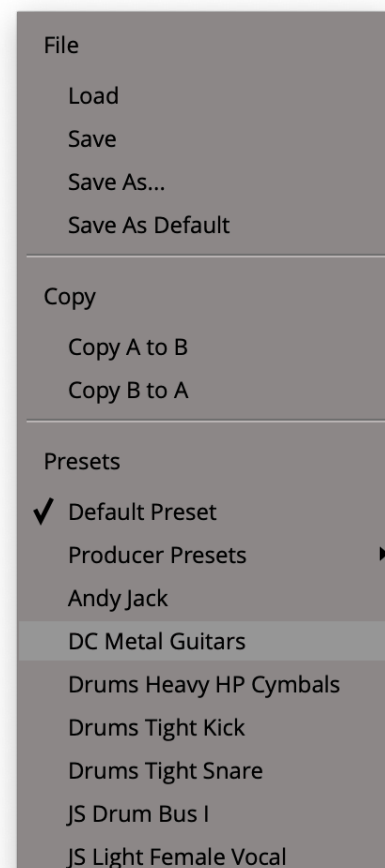 File
Load
Save
Save As...
Save As Default
Copy
Copy A to B
Copy B to A
Presets
Default Preset
Producer Presets
Andy Jack
DC Metal Guitars
Drums Heavy HP Cymbals
Drums Tight Kick
Drums Tight Snare
JS Drum Bus I
JS Light Female Vocal